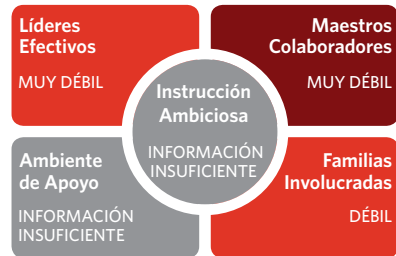 Líderes
Efectivos
MUY DÉBIL
Maestros
Colaboradores
MUY DÉBIL
Instrucción
Ambiciosa
INFORMACIÓN
INSUFICIENTE
Ambiente
de Apoyo
INFORMACIÓN
INSUFICIENTE
Familias
Involucradas
DÉBIL